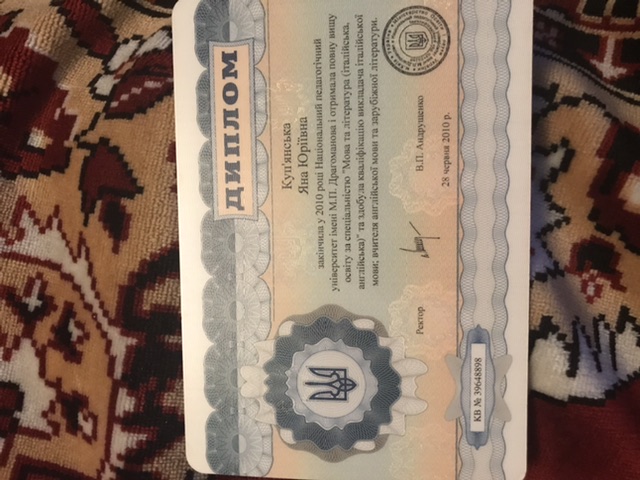 ДИПЛОМ
Куп'янська
Яна Юріївна
закінчила у 2010 році Національний педагогічний
університет імені М.П. Драгоманова і отримала повну вищу
освіту за спеціальністю "Мова та література (італійська,
англійська)" та здобула кваліфікацію викладача італійської
мови; вчителя англійської мови та зарубіжної літератури.
Ректор
В.П. Андрущенко
28 червня 2010 р.
КВ № 39648898